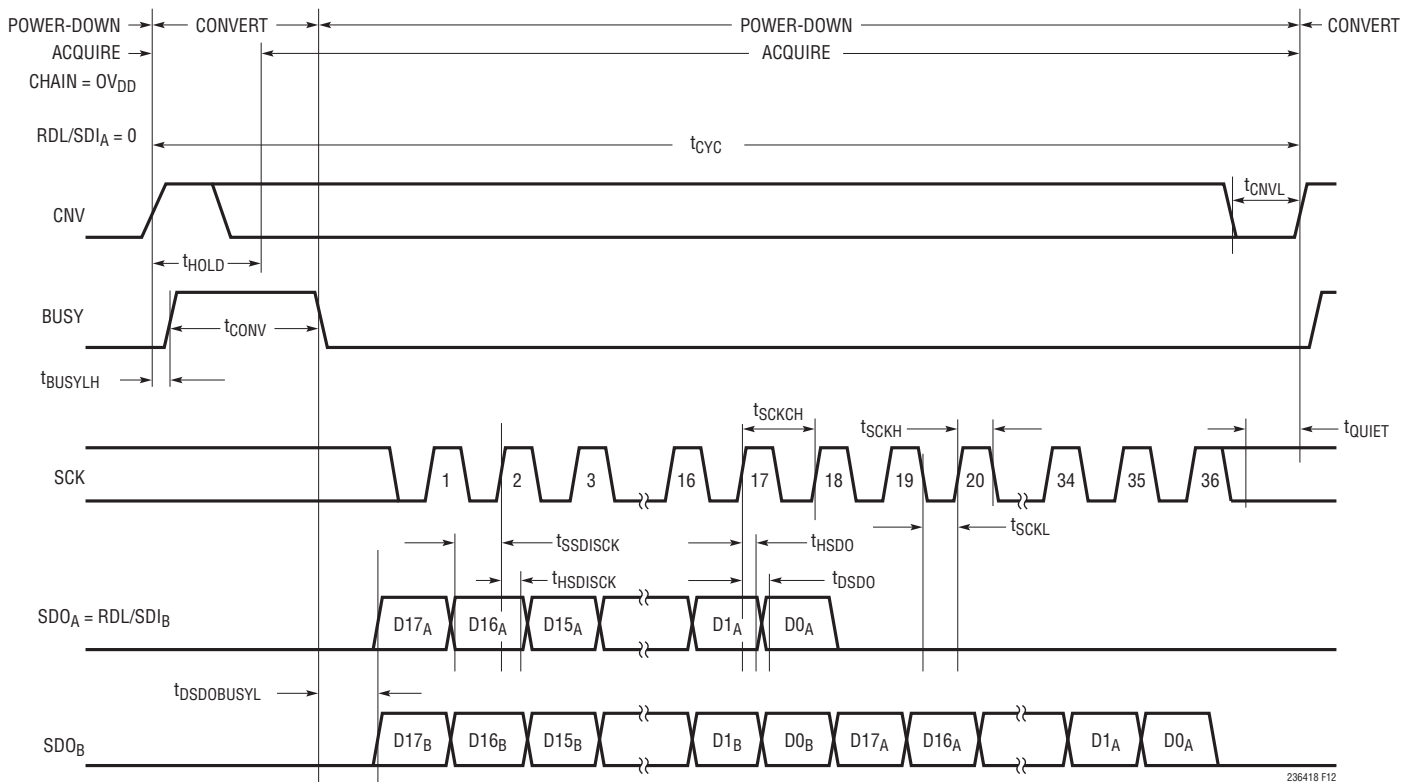 POWER-DOWN CONVERT POWER-DOWN CONVERT
ACQUIRE ACQUIRE
CHAIN = OVDD
RDL/SDIA = 0
tCYC
CNV
tCNVL
tHOLD
BUSY
tCONV
tBUSYLH
tSCKCH tSCKH tQUIET
SCK
1 2 3 16 17 18 19 20 34 35 36
tSSDISCK tHSDO tSCKL
tHSDISCK tDSDO
SDOA = RDL/SDIB
D17A D16A D15A D1A D0A
tDSDOBUSYL
SDOB
D17B D16B D15B D1B D0B D17A D16A D1A D0A
236418 F12